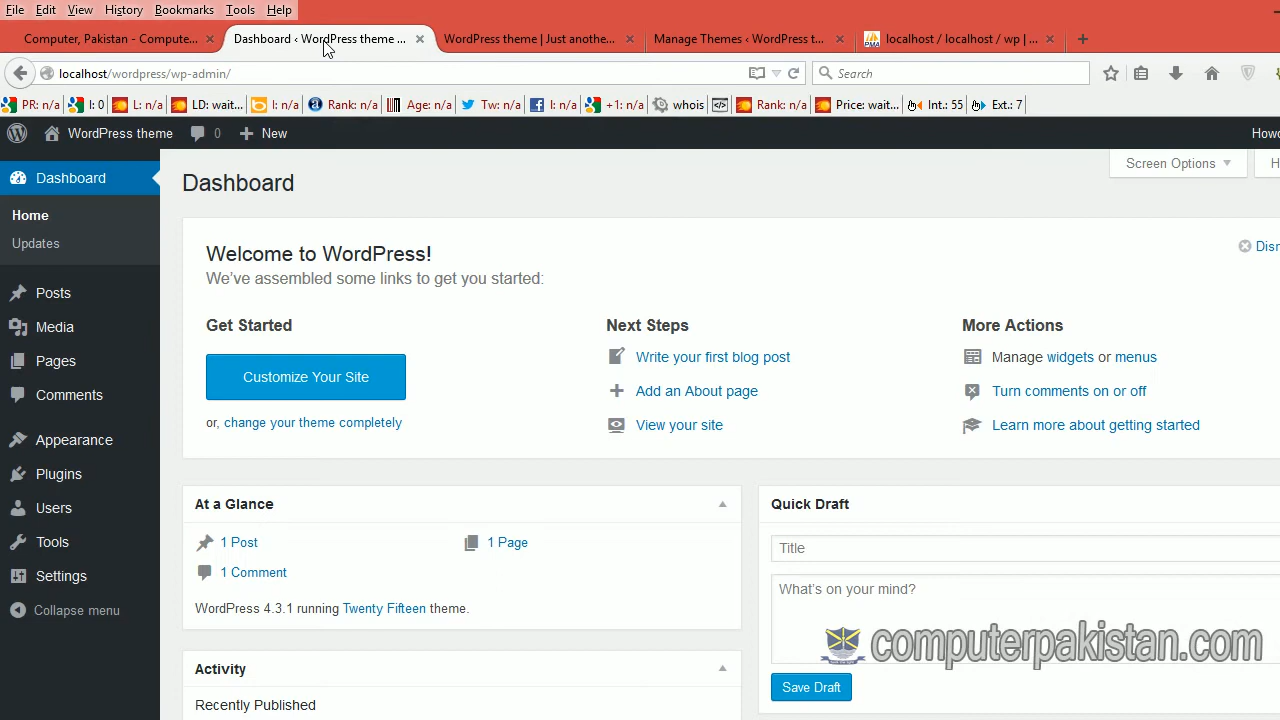 File Edit View History Bookmarks Tools Help
Computer, Pakistan - Compute... Dashboard ‹ WordPress theme ... WordPress theme | Just anothe... Manage Themes ‹ WordPress t... localhost / localhost / wp | ...
localhost/wordpress/wp-admin/ Search
PR: n/a I: 0 L: n/a LD: wait... I: n/a Rank: n/a Age: n/a Tw: n/a I: n/a +1: n/a whois Rank: n/a Price: wait... Int.: 55 Ext.: 7
WordPress theme 0 New
Dashboard
Home
Updates
Posts
Media
Pages
Comments
Appearance
Plugins
Users
Tools
Settings
Collapse menu
Screen Options
Dashboard
Welcome to WordPress!
We've assembled some links to get you started:
Get Started
Customize Your Site
or, change your theme completely
Next Steps
Write your first blog post
Add an About page
View your site
More Actions
Manage widgets or menus
Turn comments on or off
Learn more about getting started
At a Glance
1 Post 1 Page
1 Comment
WordPress 4.3.1 running Twenty Fifteen theme.
Activity
Recently Published
Quick Draft
Title
What's on your mind?
Save Draft
computerpakistan.com